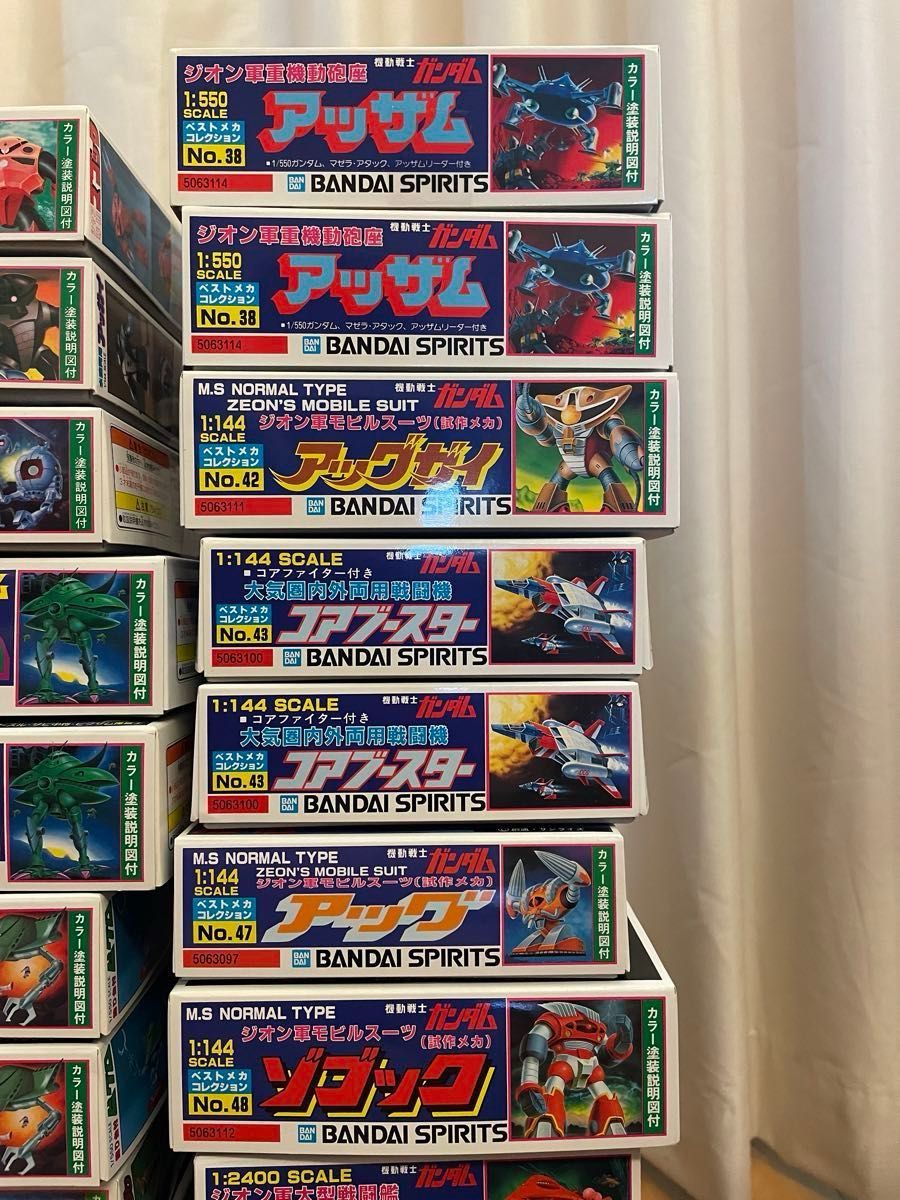 ジオン軍重機動砲座
機動戦士 ガンダム
1:550
SCALE
ベストメカ
コレクション
No.38
アッザム
■1/550ガンダム、マゼラ・アタック、アッザムリーダー付き
5063114
BAN
DAI
BANDAI SPIRITS
カラー塗装説明図付
ジオン軍重機動砲座
機動戦士 ガンダム
1:550
SCALE
ベストメカ
コレクション
No.38
アッザム
■1/550ガンダム、マゼラ・アタック、アッザムリーダー付き
5063114
BAN
DAI
BANDAI SPIRITS
カラー塗装説明図付
M.S NORMAL TYPE
機動戦士 ガンダム
ZEON'S MOBILE SUIT
1:144
SCALE
ジオン軍モビルスーツ(試作メカ)
ベストメカ
コレクション
No.42
アッグガイ
5063111
BAN
DAI
BANDAI SPIRITS
カラー塗装説明図付
1:144 SCALE
機動戦士 ガンダム
■コアファイター付き
大気圏内外両用戦闘機
ベストメカ
コレクション
No.43
コアブースター
5063100
BAN
DAI
BANDAI SPIRITS
1:144 SCALE
機動戦士 ガンダム
■コアファイター付き
大気圏内外両用戦闘機
ベストメカ
コレクション
No.43
コアブースター
5063100
BAN
DAI
BANDAI SPIRITS
M.S NORMAL TYPE
機動戦士 ガンダム
ZEON'S MOBILE SUIT
1:144
SCALE
ジオン軍モビルスーツ(試作メカ)
ベストメカ
コレクション
No.47
アッグ
5063097
BAN
DAI
BANDAI SPIRITS
カラー塗装説明図付
M.S NORMAL TYPE
機動戦士 ガンダム
ジオン軍モビルスーツ
(試作メカ)
1:144
SCALE
ベストメカ
コレクション
No.48
ゾゴック
5063112
BAN
DAI
BANDAI SPIRITS
カラー塗装説明図付
1:2400 SCALE
機動戦士 ガンダム
ジオン軍大型戦闘艦
カラー塗装説明図付
カラー塗装説明図付
カラー塗装説明図付
カラー塗装説明図付
カラー塗装説明図付
カラー塗装説明図付
カラー塗装説明図付